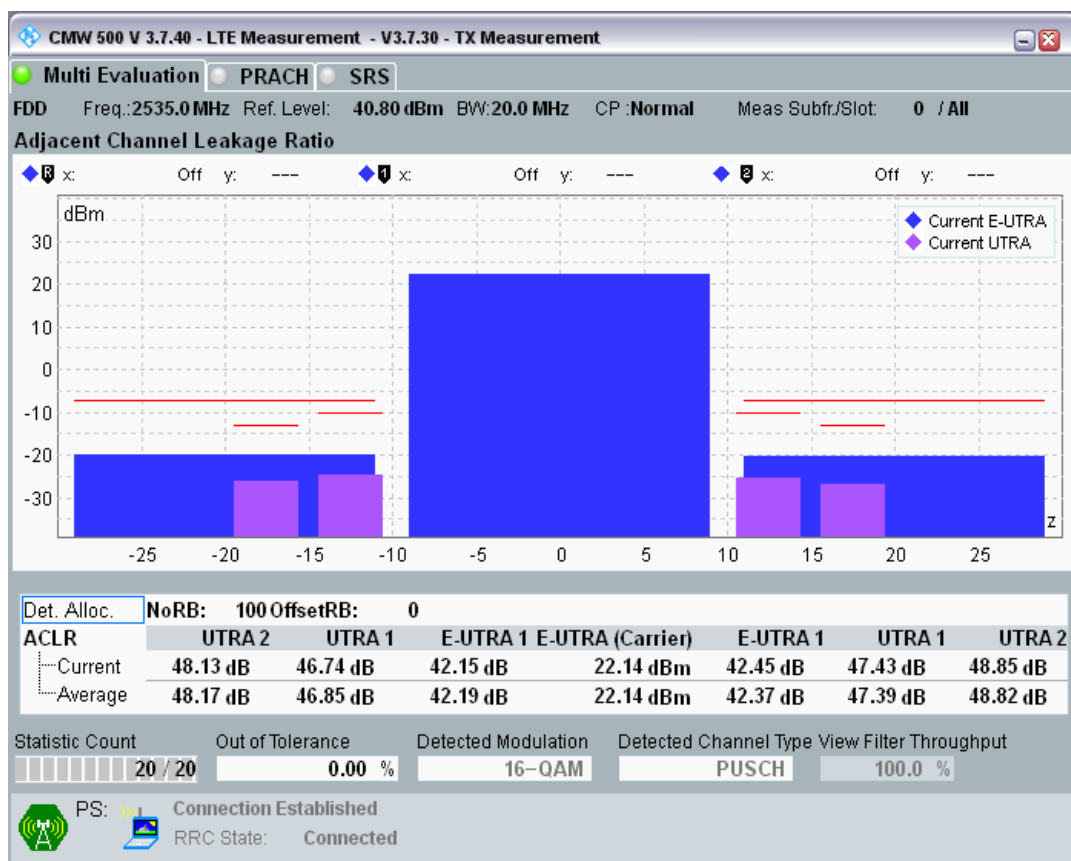 CMW 500 V 3.7.40 - LTE Measurement - V3.7.30 - TX Measurement
Multi Evaluation PRACH SRS
FDD Freq.:2535.0 MHz Ref. Level: 40.80 dBm BW:20.0 MHz CP :Normal Meas Subfr./Slot: 0 / All
Adjacent Channel Leakage Ratio
R x: Off y: --- 1 x: Off y: --- 2 x: Off y: ---
dBm
Current E-UTRA
Current UTRA
30
20
10
0
-10
-20
-30
z
-25 -20 -15 -10 -5 0 5 10 15 20 25
Det. Alloc. NoRB: 100 OffsetRB: 0
ACLR UTRA 2 UTRA 1 E-UTRA 1 E-UTRA (Carrier) E-UTRA 1 UTRA 1 UTRA 2
Current 48.13 dB 46.74 dB 42.15 dB 22.14 dBm 42.45 dB 47.43 dB 48.85 dB
Average 48.17 dB 46.85 dB 42.19 dB 22.14 dBm 42.37 dB 47.39 dB 48.82 dB
Statistic Count Out of Tolerance Detected Modulation Detected Channel Type View Filter Throughput
20 / 20 0.00 % 16-QAM PUSCH 100.0 %
PS: Connection Established
RRC State: Connected